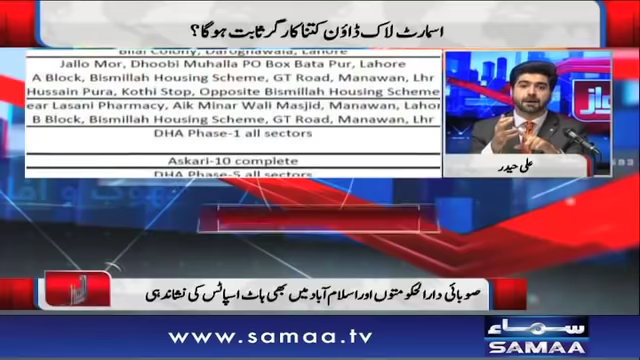 اسمارٹ لاک ڈاؤن کتنا کارگر ثابت ہوگا؟
Bilal Colony, Daroghawala, Lahore
Jallo Mor, Dhoobi Muhalla PO Box Bata Pur, Lahore
A Block, Bismillah Housing Scheme, GT Road, Manawan, Lhr
Hussain Pura, Kothi Stop, Opposite Bismillah Housing Scheme
ear Lasani Pharmacy, Aik Minar Wali Masjid, Manawan, Lahor
B Block, Bismillah Housing Scheme, GT Road, Manawan, Lhr
DHA Phase-1 all sectors
Askari-10 complete
DHA Phase-5 all sectors
علی حیدر
صوبائی دارالحکومتوں اور اسلام آباد میں بھی ہاٹ اسپاٹس کی نشاندہی
www.samaa.tv
سماء
SAMAA